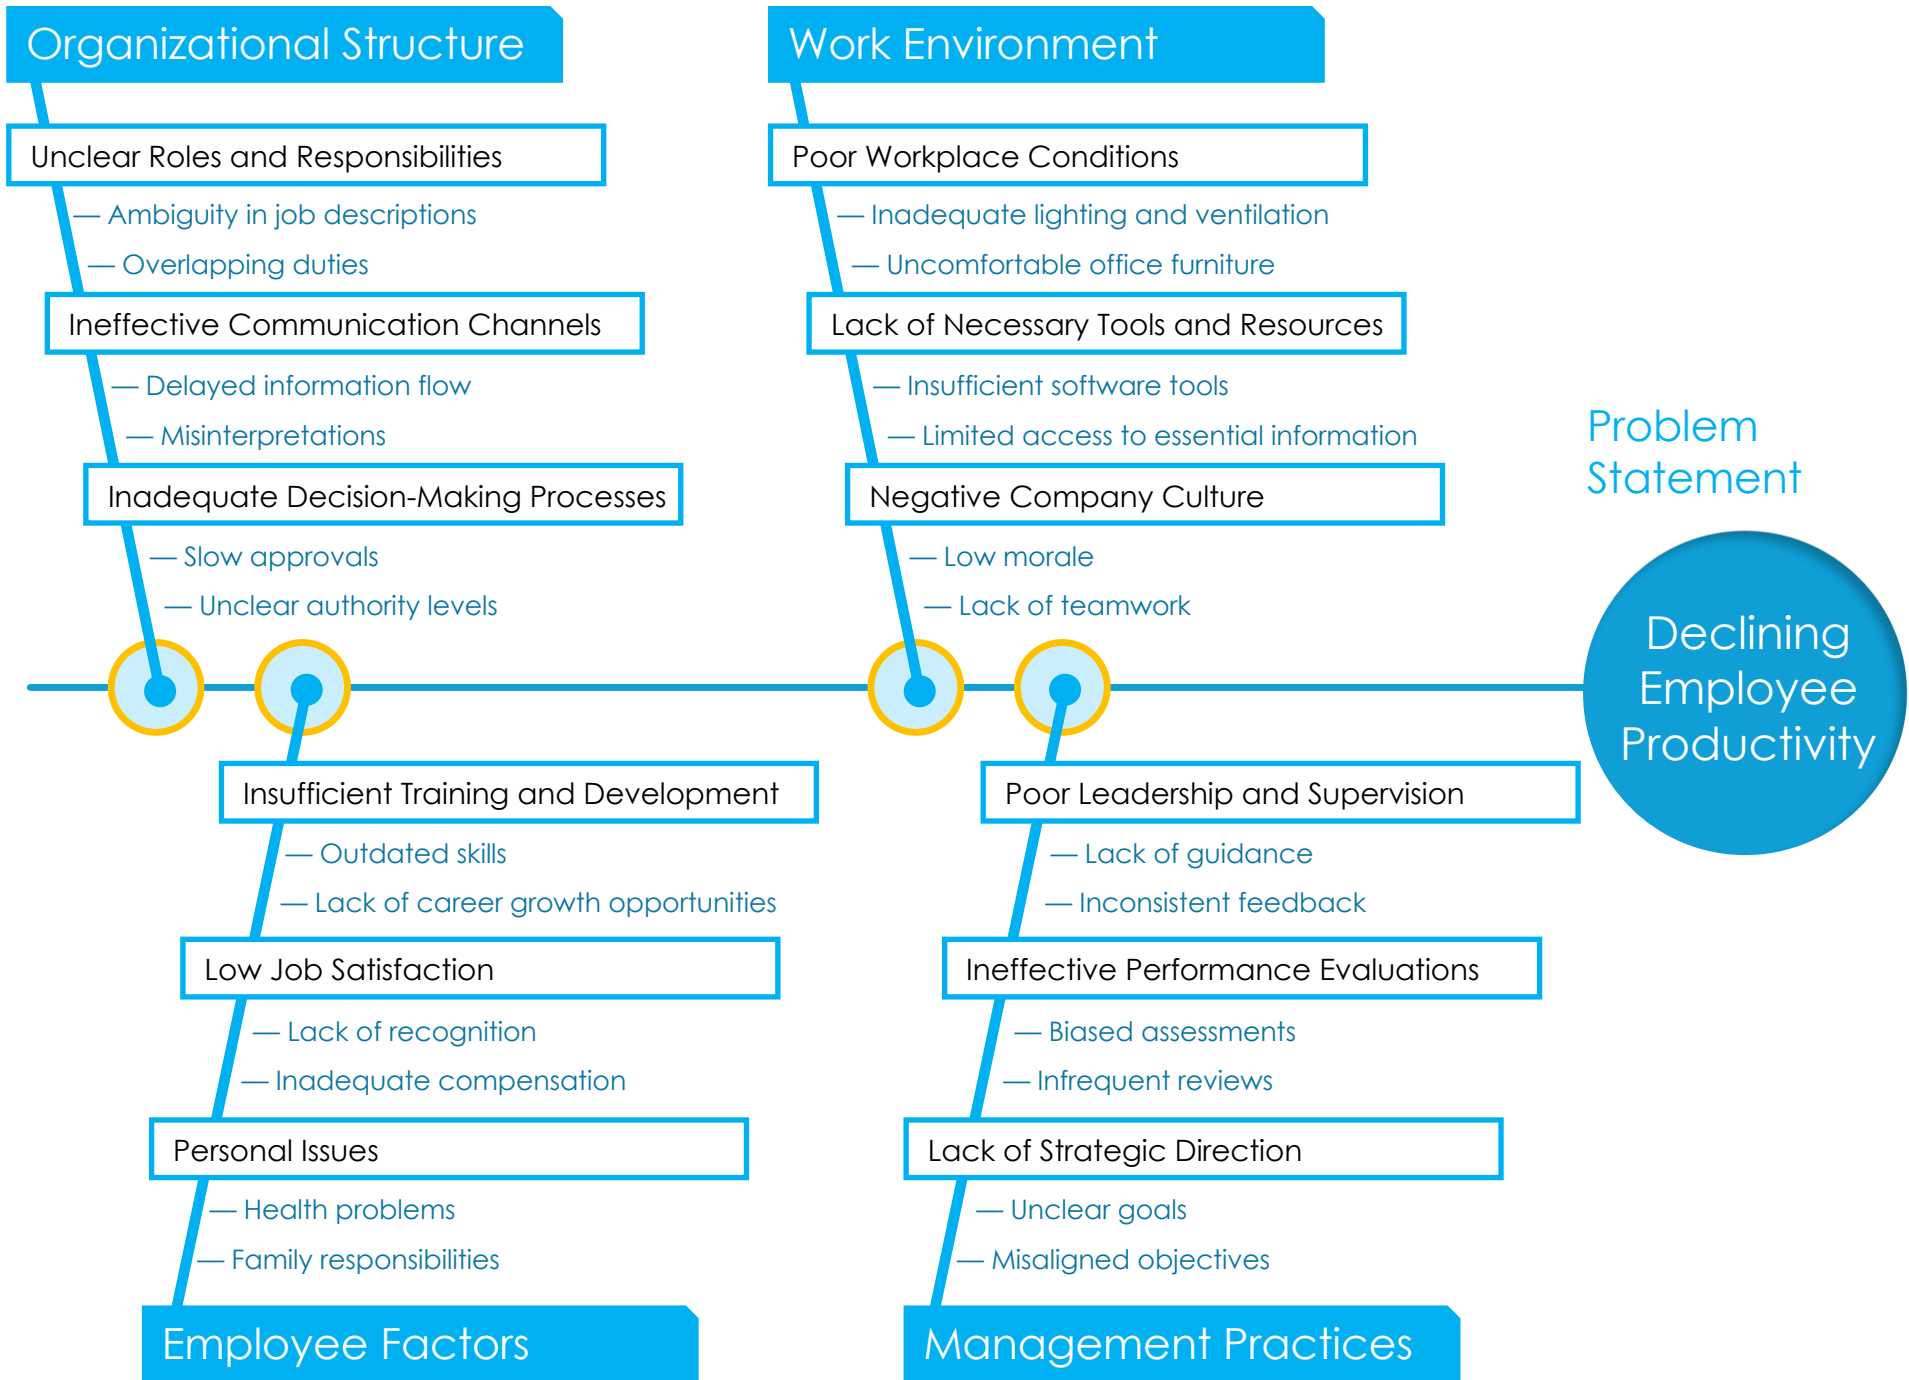 Organizational Structure
Unclear Roles and Responsibilities
— Ambiguity in job descriptions
— Overlapping duties
Ineffective Communication Channels
— Delayed information flow
— Misinterpretations
Inadequate Decision-Making Processes
— Slow approvals
— Unclear authority levels
Work Environment
Poor Workplace Conditions
— Inadequate lighting and ventilation
— Uncomfortable office furniture
Lack of Necessary Tools and Resources
— Insufficient software tools
— Limited access to essential information
Negative Company Culture
— Low morale
— Lack of teamwork
Problem
Statement
Declining
Employee
Productivity
Insufficient Training and Development
— Outdated skills
— Lack of career growth opportunities
Low Job Satisfaction
— Lack of recognition
— Inadequate compensation
Personal Issues
— Health problems
— Family responsibilities
Employee Factors
Poor Leadership and Supervision
— Lack of guidance
— Inconsistent feedback
Ineffective Performance Evaluations
— Biased assessments
— Infrequent reviews
Lack of Strategic Direction
— Unclear goals
— Misaligned objectives
Management Practices